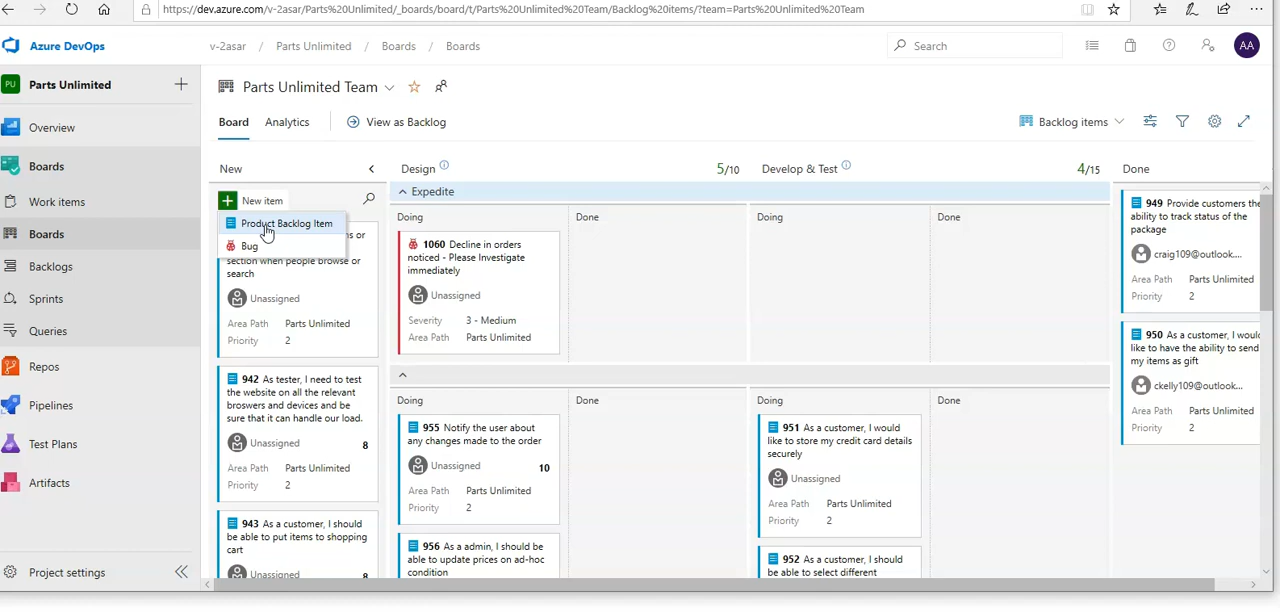 https://dev.azure.com/v-2asar/Parts%20Unlimited/_boards/board/t/Parts%20Unlimited%20Team/Backlog%20items/?team=Parts%20Unlimited%20Team
Azure DevOps
v-2asar / Parts Unlimited / Boards / Boards
Search
AA
PU
Parts Unlimited
Overview
Boards
Work items
Boards
Backlogs
Sprints
Queries
Repos
Pipelines
Test Plans
Artifacts
Project settings
Parts Unlimited Team
Board
Analytics
View as Backlog
Backlog items
New
Design
5/10
Develop & Test
4/15
Done
New item
Product Backlog Item
Bug
ns or
section when people browse or
search
Unassigned
Area Path Parts Unlimited
Priority 2
942 As tester, I need to test
the website on all the relevant
broswers and devices and be
sure that it can handle our load.
Unassigned 8
Area Path Parts Unlimited
Priority 2
943 As a customer, I should
be able to put items to shopping
cart
Unassigned 8
Expedite
Doing
Done
Doing
Done
1060 Decline in orders
noticed - Please Investigate
immediately
Unassigned
Severity 3 - Medium
Area Path Parts Unlimited
Doing
Done
Doing
Done
955 Notify the user about
any changes made to the order
Unassigned 10
Area Path Parts Unlimited
Priority 2
956 As a admin, I should be
able to update prices on ad-hoc
condition
951 As a customer, I would
like to store my credit card details
securely
Unassigned
Area Path Parts Unlimited
Priority 2
952 As a customer, I should
be able to select different
949 Provide customers the
ability to track status of the
package
craig109@outlook....
Area Path Parts Unlimited
Priority 2
950 As a customer, I would
like to have the ability to send
my items as gift
ckelly109@outlook...
Area Path Parts Unlimited
Priority 2